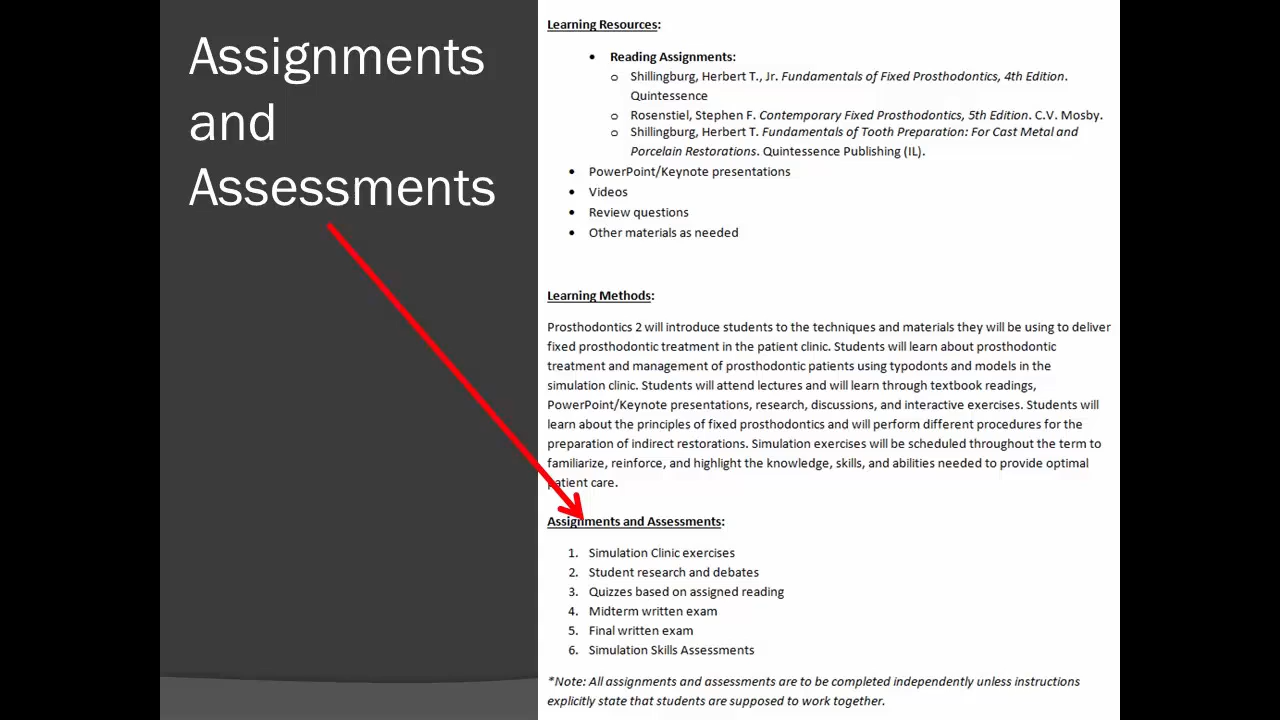 Assignments
and
Assessments
Learning Resources:
• Reading Assignments:
o Shillingburg, Herbert T., Jr. Fundamentals of Fixed Prosthodontics, 4th Edition.
Quintessence
o Rosenstiel, Stephen F. Contemporary Fixed Prosthodontics, 5th Edition. C.V. Mosby.
o Shillingburg, Herbert T. Fundamentals of Tooth Preparation: For Cast Metal and
Porcelain Restorations. Quintessence Publishing (IL).
• PowerPoint/Keynote presentations
• Videos
• Review questions
• Other materials as needed
Learning Methods:
Prosthodontics 2 will introduce students to the techniques and materials they will be using to deliver
fixed prosthodontic treatment in the patient clinic. Students will learn about prosthodontic
treatment and management of prosthodontic patients using typodonts and models in the
simulation clinic. Students will attend lectures and will learn through textbook readings,
PowerPoint/Keynote presentations, research, discussions, and interactive exercises. Students will
learn about the principles of fixed prosthodontics and will perform different procedures for the
preparation of indirect restorations. Simulation exercises will be scheduled throughout the term to
familiarize, reinforce, and highlight the knowledge, skills, and abilities needed to provide optimal
patient care.
Assignments and Assessments:
1. Simulation Clinic exercises
2. Student research and debates
3. Quizzes based on assigned reading
4. Midterm written exam
5. Final written exam
6. Simulation Skills Assessments
*Note: All assignments and assessments are to be completed independently unless instructions
explicitly state that students are supposed to work together.